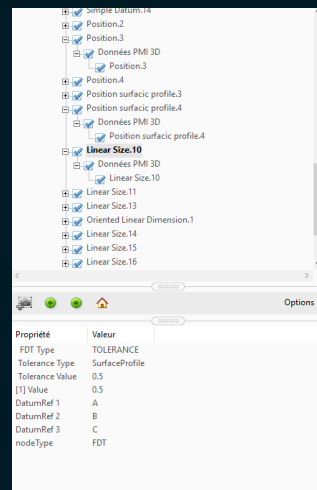 Simple Datum.14
Position.2
Position.3
Données PMI 3D
Position.3
Position.4
Position surfacic profile.3
Position surfacic profile.4
Données PMI 3D
Position surfacic profile.4
Linear Size.10
Données PMI 3D
Linear Size.10
Linear Size.11
Linear Size.13
Oriented Linear Dimension.1
Linear Size.14
Linear Size.15
Linear Size.16
Options
Propriété Valeur
FDT Type TOLERANCE
Tolerance Type SurfaceProfile
Tolerance Value 0.5
[1] Value 0.5
DatumRef 1 A
DatumRef 2 B
DatumRef 3 C
nodeType FDT